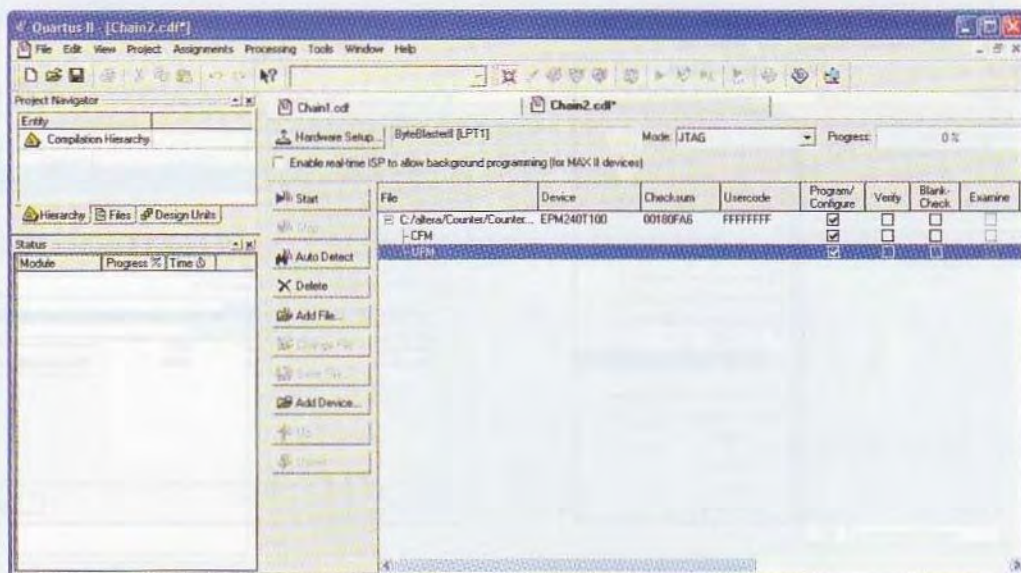 Quartus II - [Chain2.cdf*]
File Edit View Project Assignments Processing Tools Window Help
Project Navigator
Entity
Compilation Hierarchy
Hierarchy Files Design Units
Status
Module Progress % Time
Chain1.cdf
Chain2.cdf*
Hardware Setup... ByteBlasterII [LPT1] Mode: JTAG Progress: 0 %
Enable real-time ISP to allow background programming (for MAX II devices)
Start
Stop
Auto Detect
Delete
Add File...
Change File
Save File
Add Device...
Up
Down
File Device Checksum Usercode Program/Configure Verify Blank-Check Examine
C:/altera/Counter/Counter... EPM240T100 00180FA6 FFFFFFFF
CFM
UFM